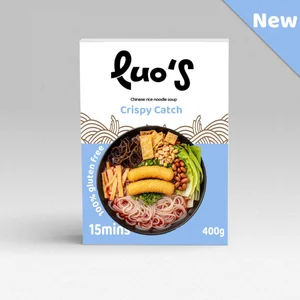 New
Luo's
Chinese rice noodle soup
Crispy Catch
100% gluten free
15mins
400g